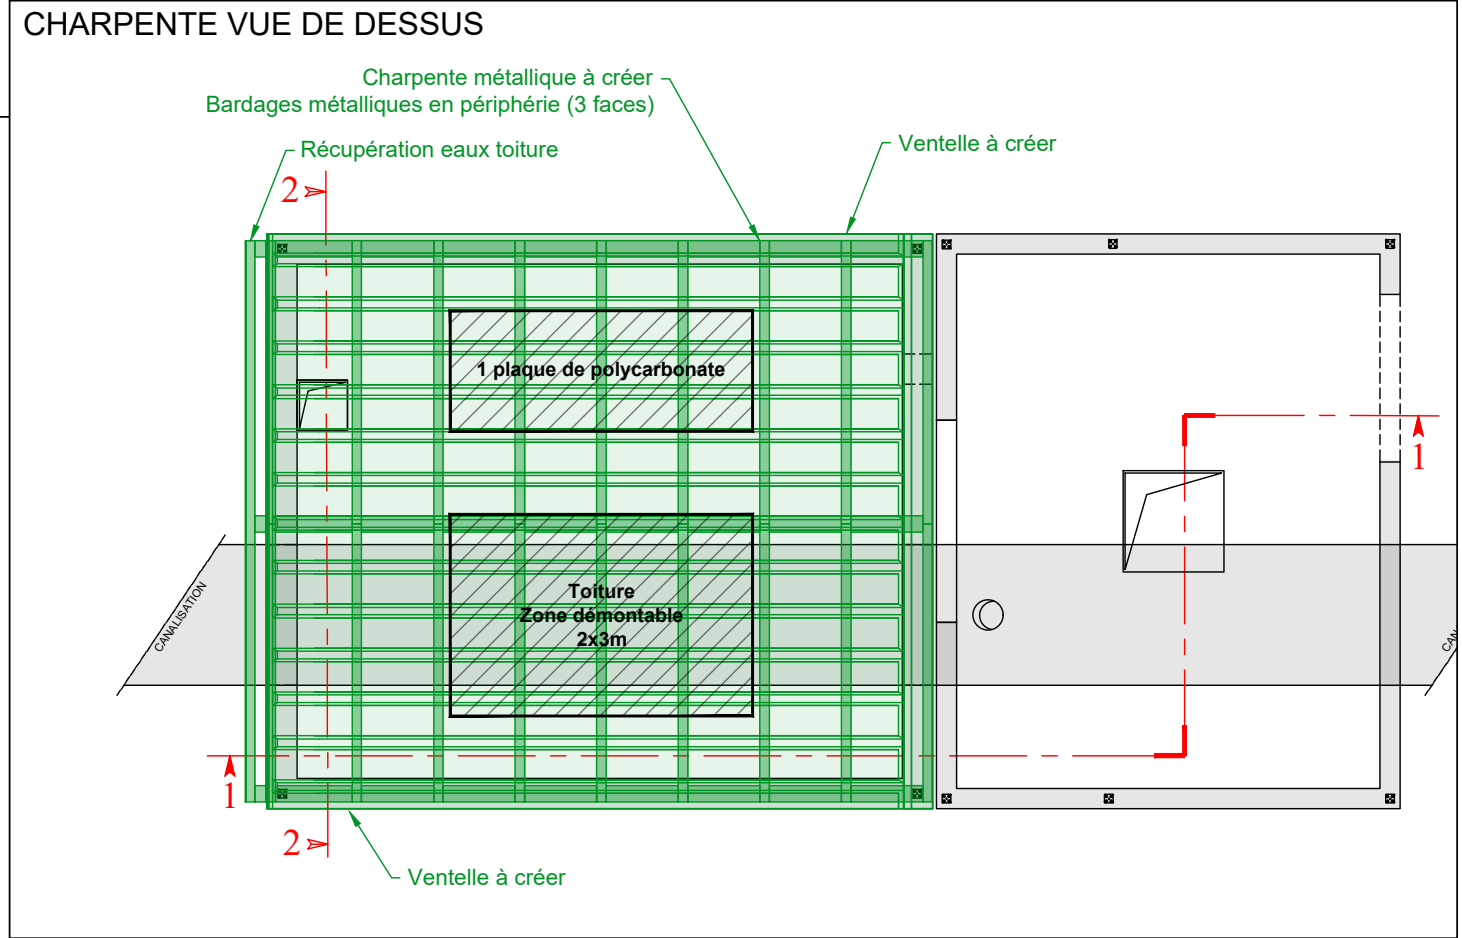 CHARPENTE VUE DE DESSUS
Charpente métallique à créer
Bardages métalliques en périphérie (3 faces)
Récupération eaux toiture
Ventelle à créer
2
1 plaque de polycarbonate
1
Toiture
Zone démontable
2x3m
CANALISATION
CAN
1
2
Ventelle à créer